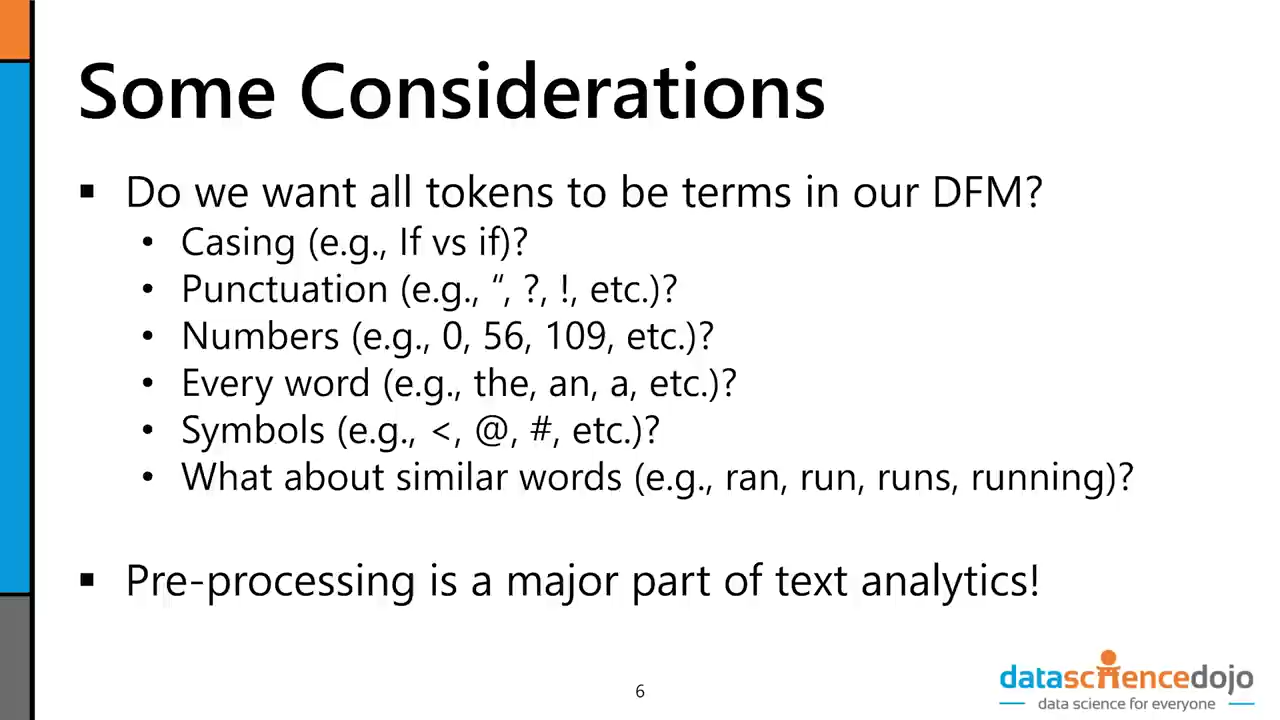 Some Considerations
▪ Do we want all tokens to be terms in our DFM?
• Casing (e.g., If vs if)?
• Punctuation (e.g., “, ?, !, etc.)?
• Numbers (e.g., 0, 56, 109, etc.)?
• Every word (e.g., the, an, a, etc.)?
• Symbols (e.g., <, @, #, etc.)?
• What about similar words (e.g., ran, run, runs, running)?
▪ Pre-processing is a major part of text analytics!
6
datasciencedojo
data science for everyone